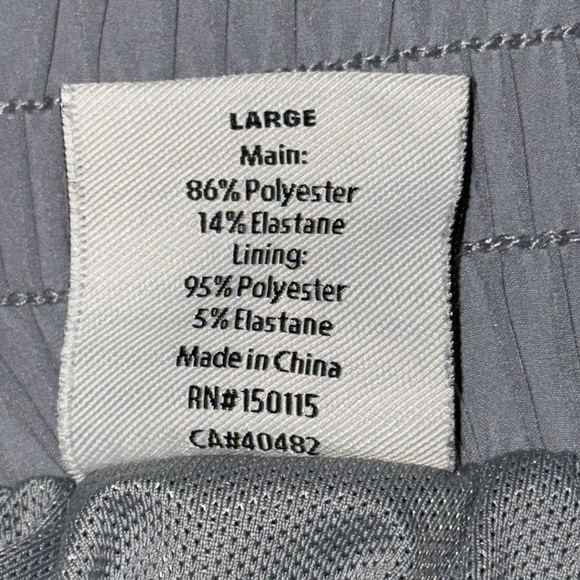 LARGE
Main:
86% Polyester
14% Elastane
Lining:
95% Polyester
5% Elastane
Made in China
RN#150115
CA#40482